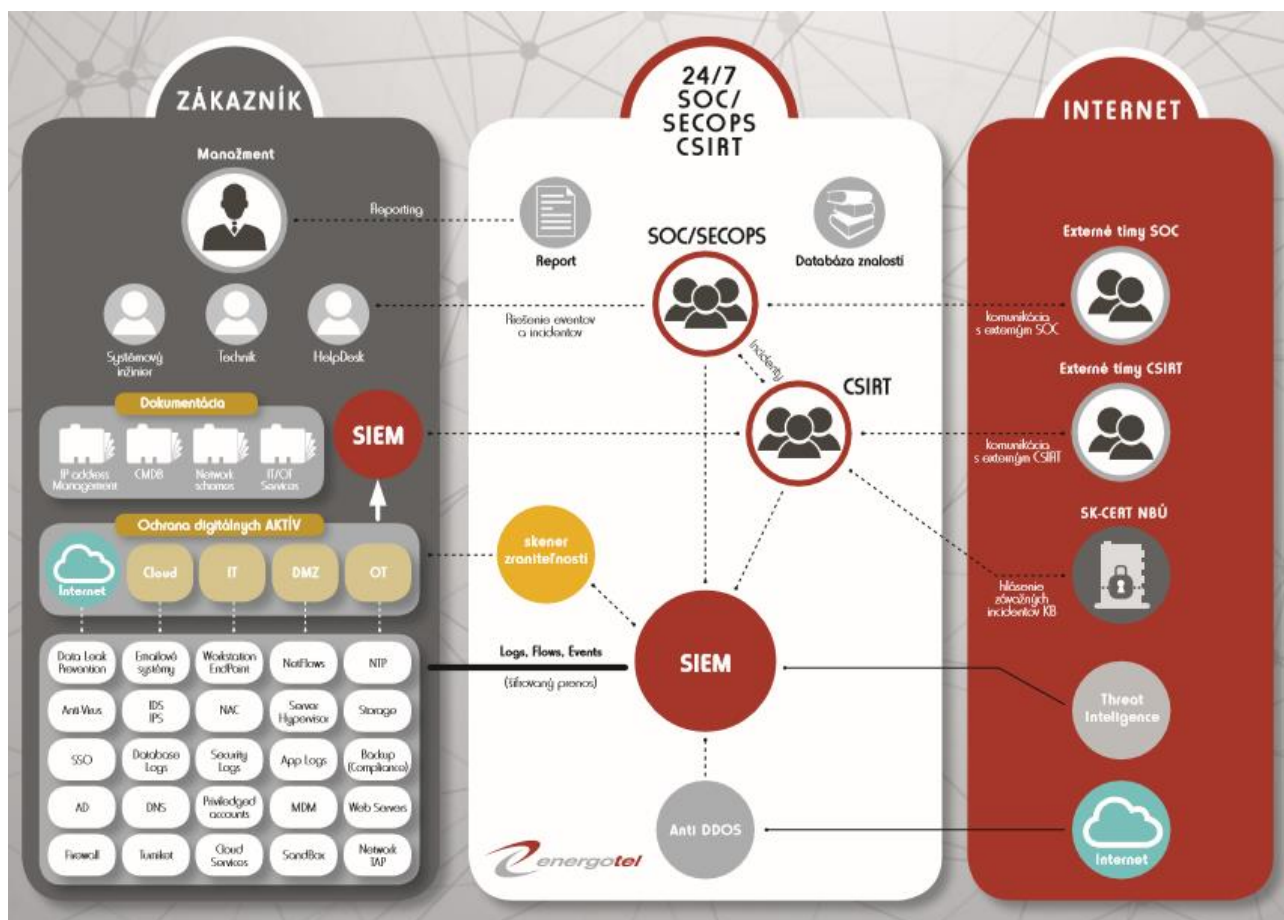 ZÁKAZNÍK
Manažment
Reporting
Systémový
inžinier
Technik
HelpDesk
Dokumentácia
IP address
Management
CMDB
Network
schemas
IT/OT
Services
SIEM
Ochrana digitálnych AKTÍV
Internet
Cloud
IT
DMZ
OT
Data Leak
Prevention
Emailové
systémy
Workstation
EndPoint
NetFlows
NTP
Anti-Virus
IDS
IPS
NAC
Server
Hypervisor
Storage
SSO
Database
Logs
Security
Logs
App Logs
Backup
(Compliance)
AD
DNS
Priviledged
accounts
MDM
Web Servers
Firewall
Turniket
Cloud
Services
SandBox
Network
TAP
24/7
SOC/
SECOPS
CSIRT
Report
SOC/SECOPS
Databáza znalostí
Riešenie eventov
a incidentov
Incidenty
CSIRT
skener
zraniteľností
Logs, Flows, Events
(šifrovaný prenos)
SIEM
Anti DDOS
energotel
INTERNET
Externé tímy SOC
komunikácia
s externým SOC
Externé tímy CSIRT
komunikácia
s externým CSIRT
SK-CERT NBÚ
hlásenie
závažných
incidentov KB
Threat
Inteligence
Internet